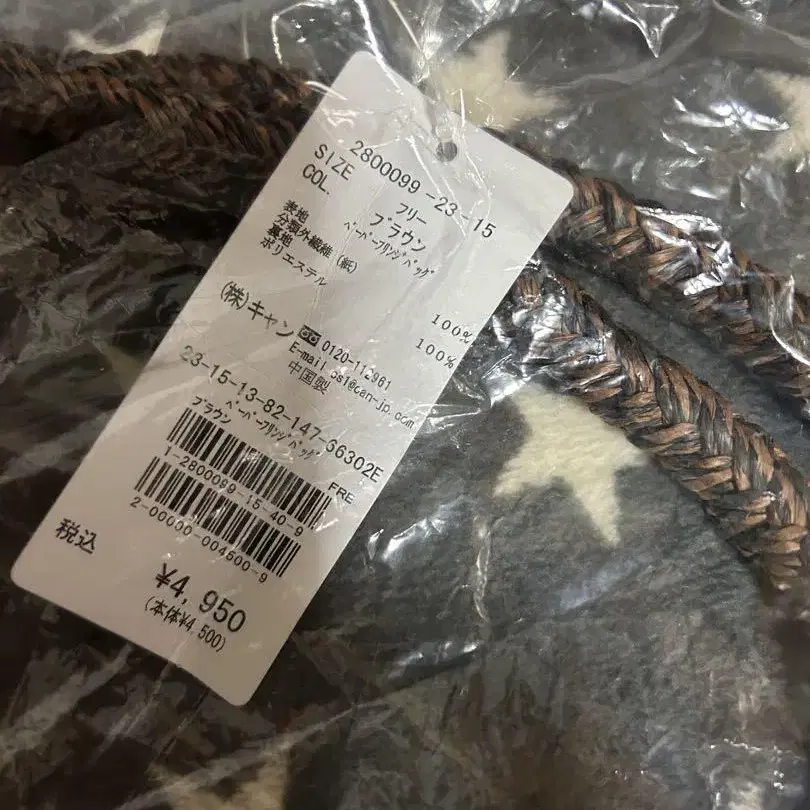 2800099-23-15
SIZE フリー
COL. ブラウン
ペーパーフリンジバッグ
表地
分類外繊維(紙) 100%
裏地
ポリエステル 100%
(株)キャン 0120-112961
E-mail os1@can-jp.com
中国製
23-15-13-82-147-66302E
ペーパーフリンジバッグ
ブラウン FRE
1-2800099-15-40-9
2-00000-004500-9
税込 ¥4,950
(本体¥4,500)